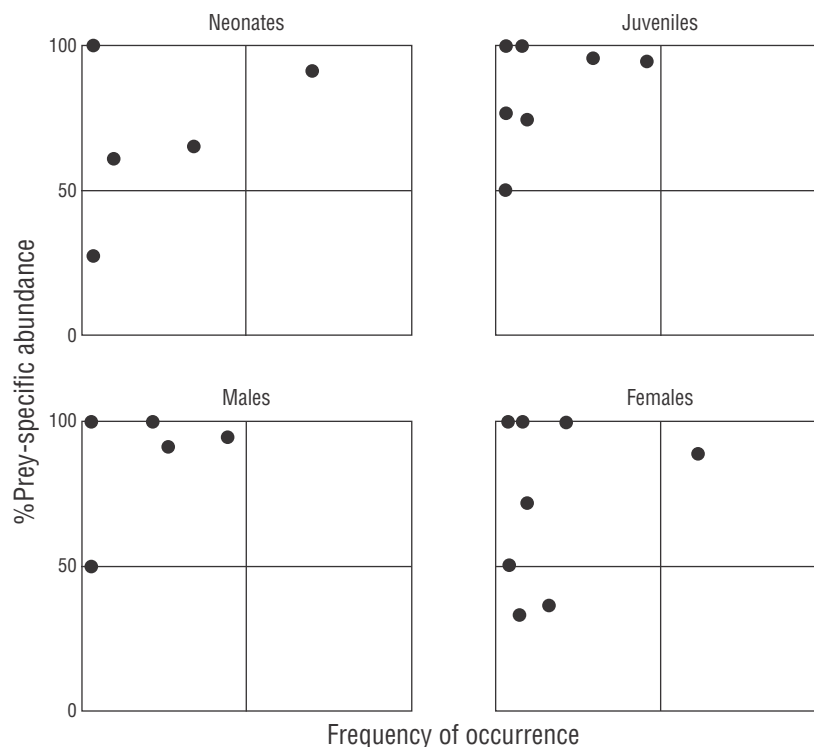 Neonates
Juveniles
100
50
0
Males
Females
100
50
0
%Prey-specific abundance
Frequency of occurrence